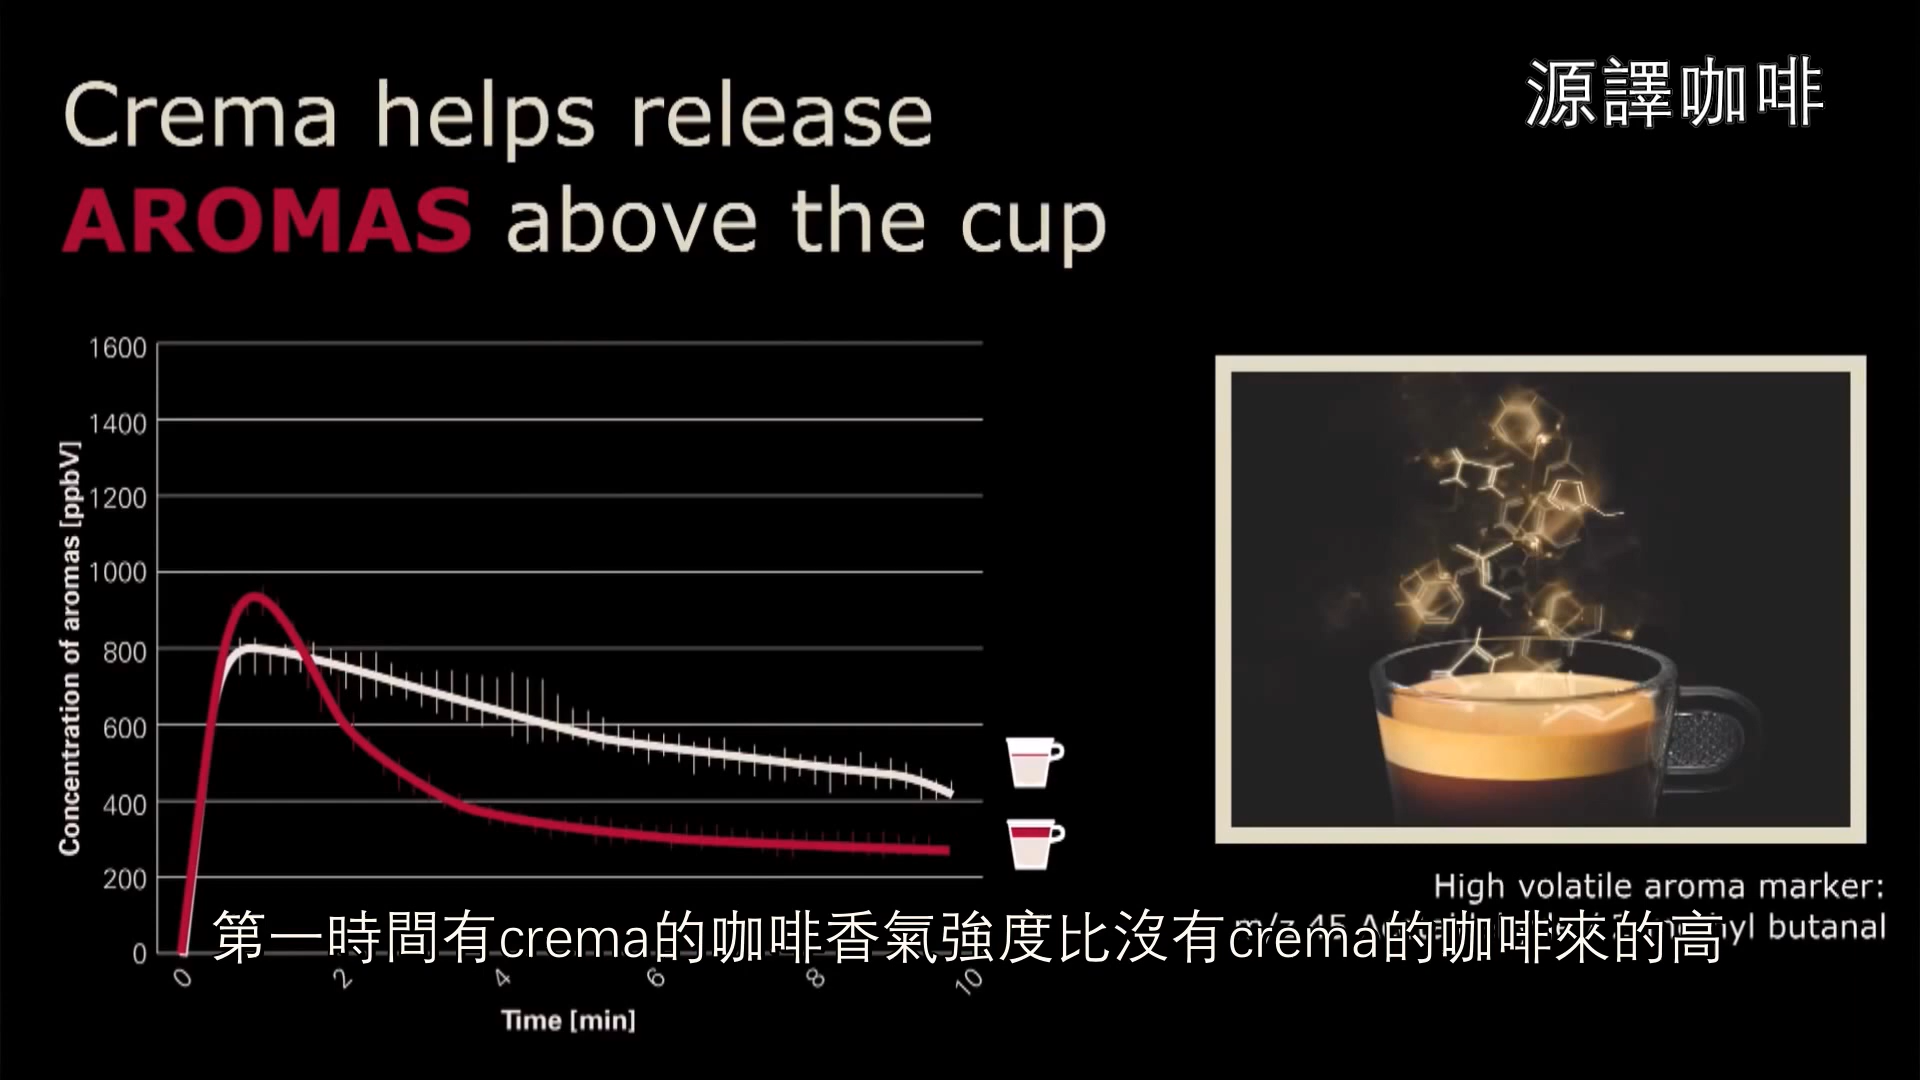 Crema helps release
AROMAS above the cup
源譯咖啡
Concentration of aromas [ppbV]
1600
1400
1200
1000
800
600
400
200
0
0
2
4
6
8
10
Time [min]
High volatile aroma marker:
m/z 45 butanal
第一時間有crema的咖啡香氣強度比沒有crema的咖啡來的高